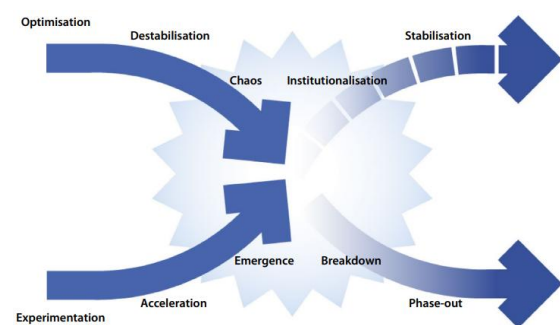 Optimisation
Destabilisation
Stabilisation
Chaos
Institutionalisation
Emergence
Breakdown
Acceleration
Phase-out
Experimentation